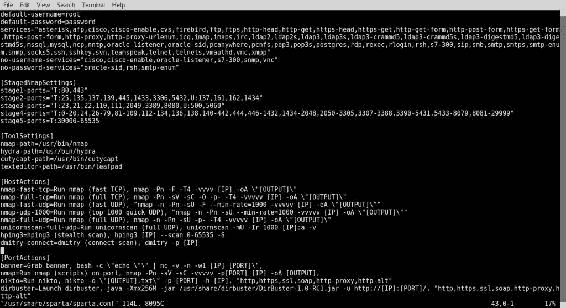 File Edit View Search Terminal Help
default-username=root
default-password=password
services="asterisk,afp,cisco,cisco-enable,cvs,firebird,ftp,ftps,http-head,http-get,https-head,https-get,http-get-form,http-post-form,https-get-form,
https-post-form,http-proxy,http-proxy-urlenum,icq,imap,imaps,irc,ldap2,ldap2s,ldap3,ldap3s,ldap3-crammd5,ldap3-crammd5s,ldap3-digestmd5,ldap3-dige
stmd5s,mssql,mysql,ncp,nntp,oracle-listener,oracle-sid,pcanywhere,pcnfs,pop3,pop3s,postgres,rdp,rexec,rlogin,rsh,s7-300,sip,smb,smtp,smtps,smtp-enu
m,snmp,socks5,ssh,sshkey,svn,teamspeak,telnet,telnets,vmauthd,vnc,xmpp"
no-username-services="cisco,cisco-enable,oracle-listener,s7-300,snmp,vnc"
no-password-services="oracle-sid,rsh,smtp-enum"
[StagedNmapSettings]
stage1-ports="T:80,443"
stage2-ports="T:25,135,137,139,445,1433,3306,5432,U:137,161,162,1434"
stage3-ports="T:23,21,22,110,111,2049,3389,8080,U:500,5060"
stage4-ports="T:0-20,24,26-79,81-109,112-134,136,138,140-442,444,446-1432,1434-2048,2050-3305,3307-3388,3390-5431,5433-8079,8081-29999"
stage5-ports=T:30000-65535
[ToolSettings]
nmap-path=/usr/bin/nmap
hydra-path=/usr/bin/hydra
cutycapt-path=/usr/bin/cutycapt
texteditor-path=/usr/bin/leafpad
[HostActions]
nmap-fast-tcp=Run nmap (fast TCP), nmap -Pn -F -T4 -vvvv [IP] -oA \"[OUTPUT]\"
nmap-full-tcp=Run nmap (full TCP), nmap -Pn -sV -sC -O -p- -T4 -vvvvv [IP] -oA \"[OUTPUT]\"
nmap-fast-udp=Run nmap (fast UDP), "nmap -n -Pn -sU -F --min-rate=1000 -vvvvv [IP] -oA \"[OUTPUT]\""
nmap-udp-1000=Run nmap (top 1000 quick UDP), "nmap -n -Pn -sU --min-rate=1000 -vvvvv [IP] -oA \"[OUTPUT]\""
nmap-full-udp=Run nmap (full UDP), nmap -n -Pn -sU -p- -T4 -vvvvv [IP] -oA \"[OUTPUT]\"
unicornscan-full-udp=Run unicornscan (full UDP), unicornscan -mU -Ir 1000 [IP]:a -v
hping3=hping3 (stealth scan), hping3 [IP] --scan 0-65535 -S
dmitry-connect=dmitry (connect scan), dmitry -p [IP]
[PortActions]
banner=Grab banner, bash -c \"echo \"\" | nc -v -n -w1 [IP] [PORT]\",
nmap=Run nmap (scripts) on port, nmap -Pn -sV -sC -vvvvv -p[PORT] [IP] -oA [OUTPUT],
nikto=Run nikto, nikto -o \"[OUTPUT].txt\" -p [PORT] -h [IP], "http,https,ssl,soap,http-proxy,http-alt"
dirbuster=Launch dirbuster, java -Xmx256M -jar /usr/share/dirbuster/DirBuster-1.0-RC1.jar -u http://[IP]:[PORT]/, "http,https,ssl,soap,http-proxy,h
ttp-alt"
"/usr/share/sparta/sparta.conf" 114L, 8095C 43,0-1 17%